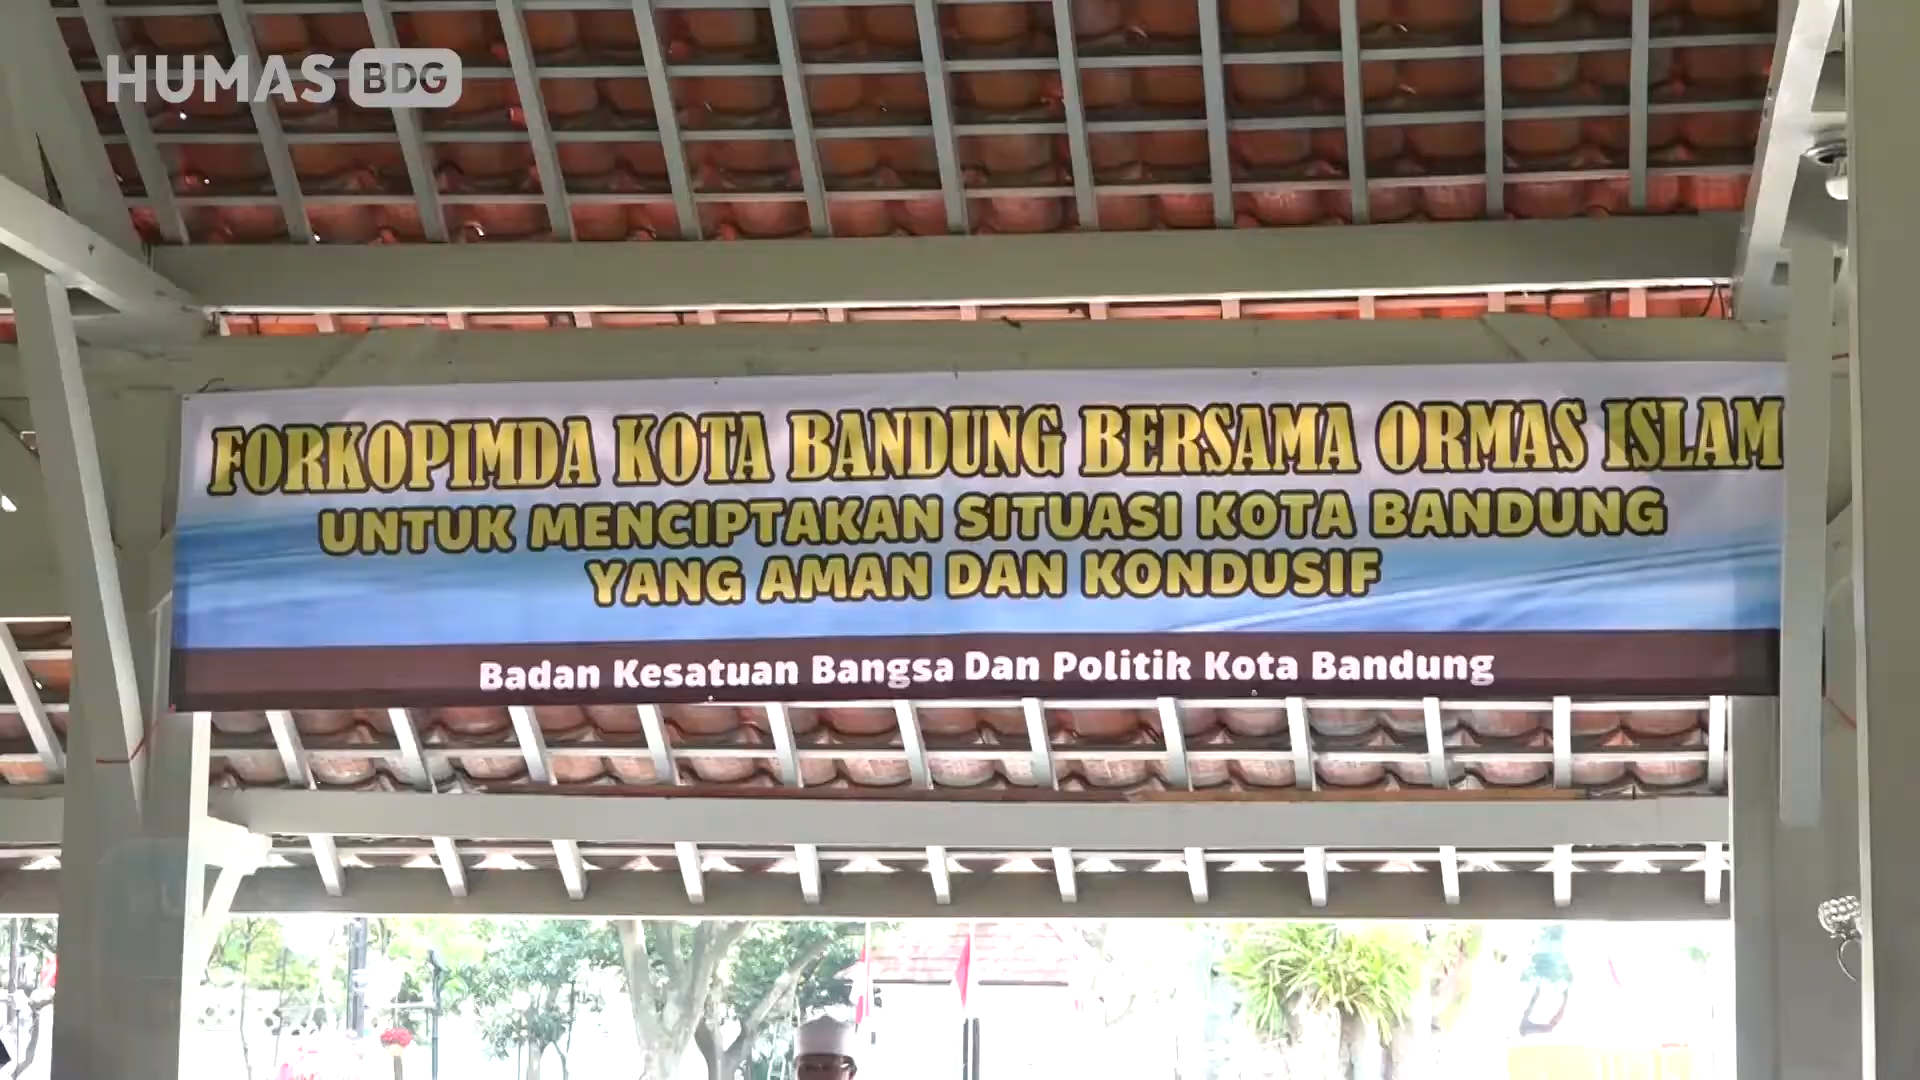 HUMAS BDG
FORKOPIMDA KOTA BANDUNG BERSAMA ORMAS ISLAM
UNTUK MENCIPTAKAN SITUASI KOTA BANDUNG
YANG AMAN DAN KONDUSIF
Badan Kesatuan Bangsa Dan Politik Kota Bandung